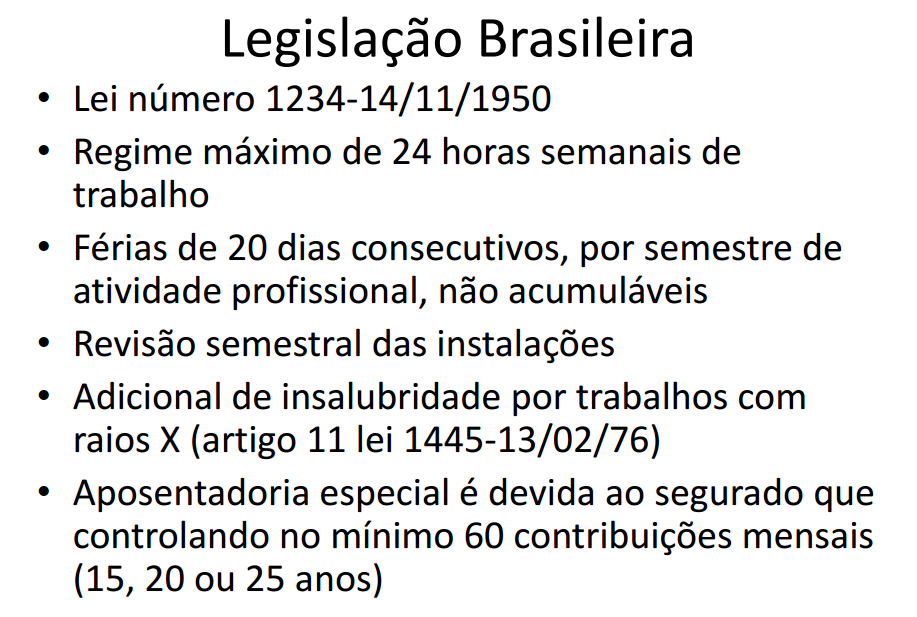 Legislação Brasileira
• Lei número 1234-14/11/1950
• Regime máximo de 24 horas semanais de
trabalho
• Férias de 20 dias consecutivos, por semestre de
atividade profissional, não acumuláveis
• Revisão semestral das instalações
• Adicional de insalubridade por trabalhos com
raios X (artigo 11 lei 1445-13/02/76)
• Aposentadoria especial é devida ao segurado que
controlando no mínimo 60 contribuições mensais
(15, 20 ou 25 anos)